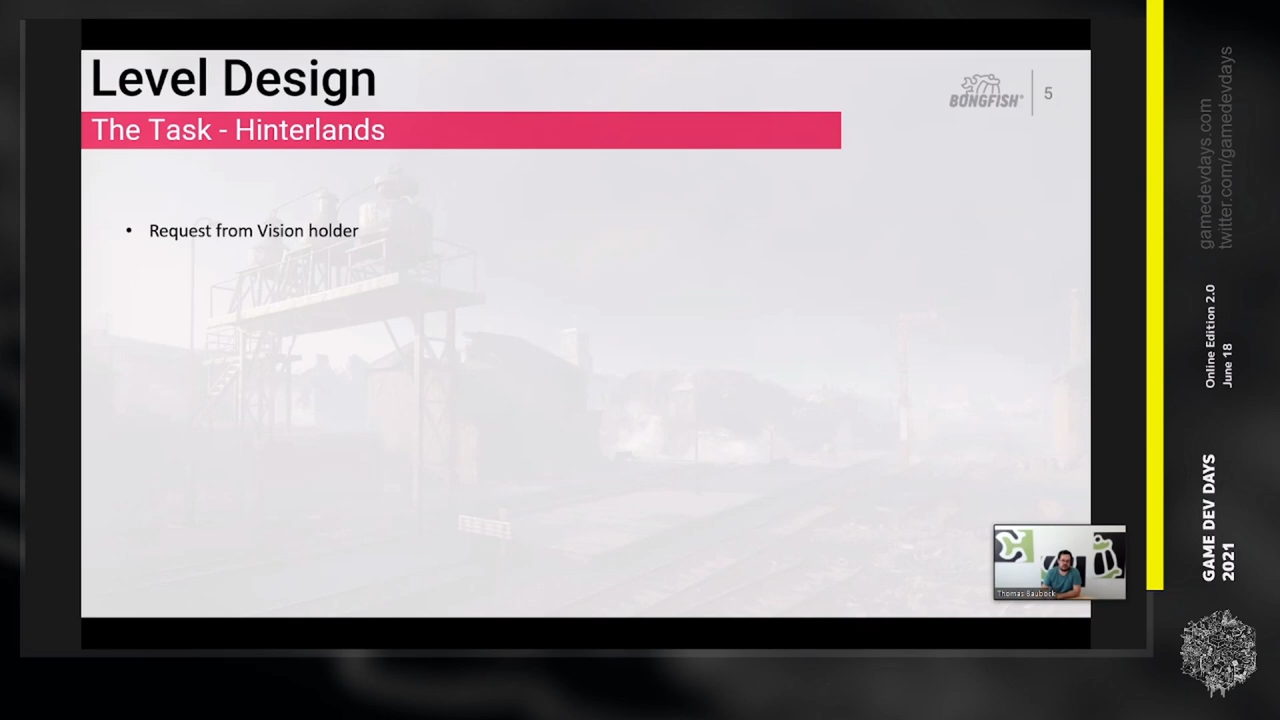 Level Design
BONGFISH®
5
The Task - Hinterlands
• Request from Vision holder
Thomas Baubock
gamedevdays.com
twitter.com/gamedevdays
Online Edition 2.0
June 18
GAME DEV DAYS
2021